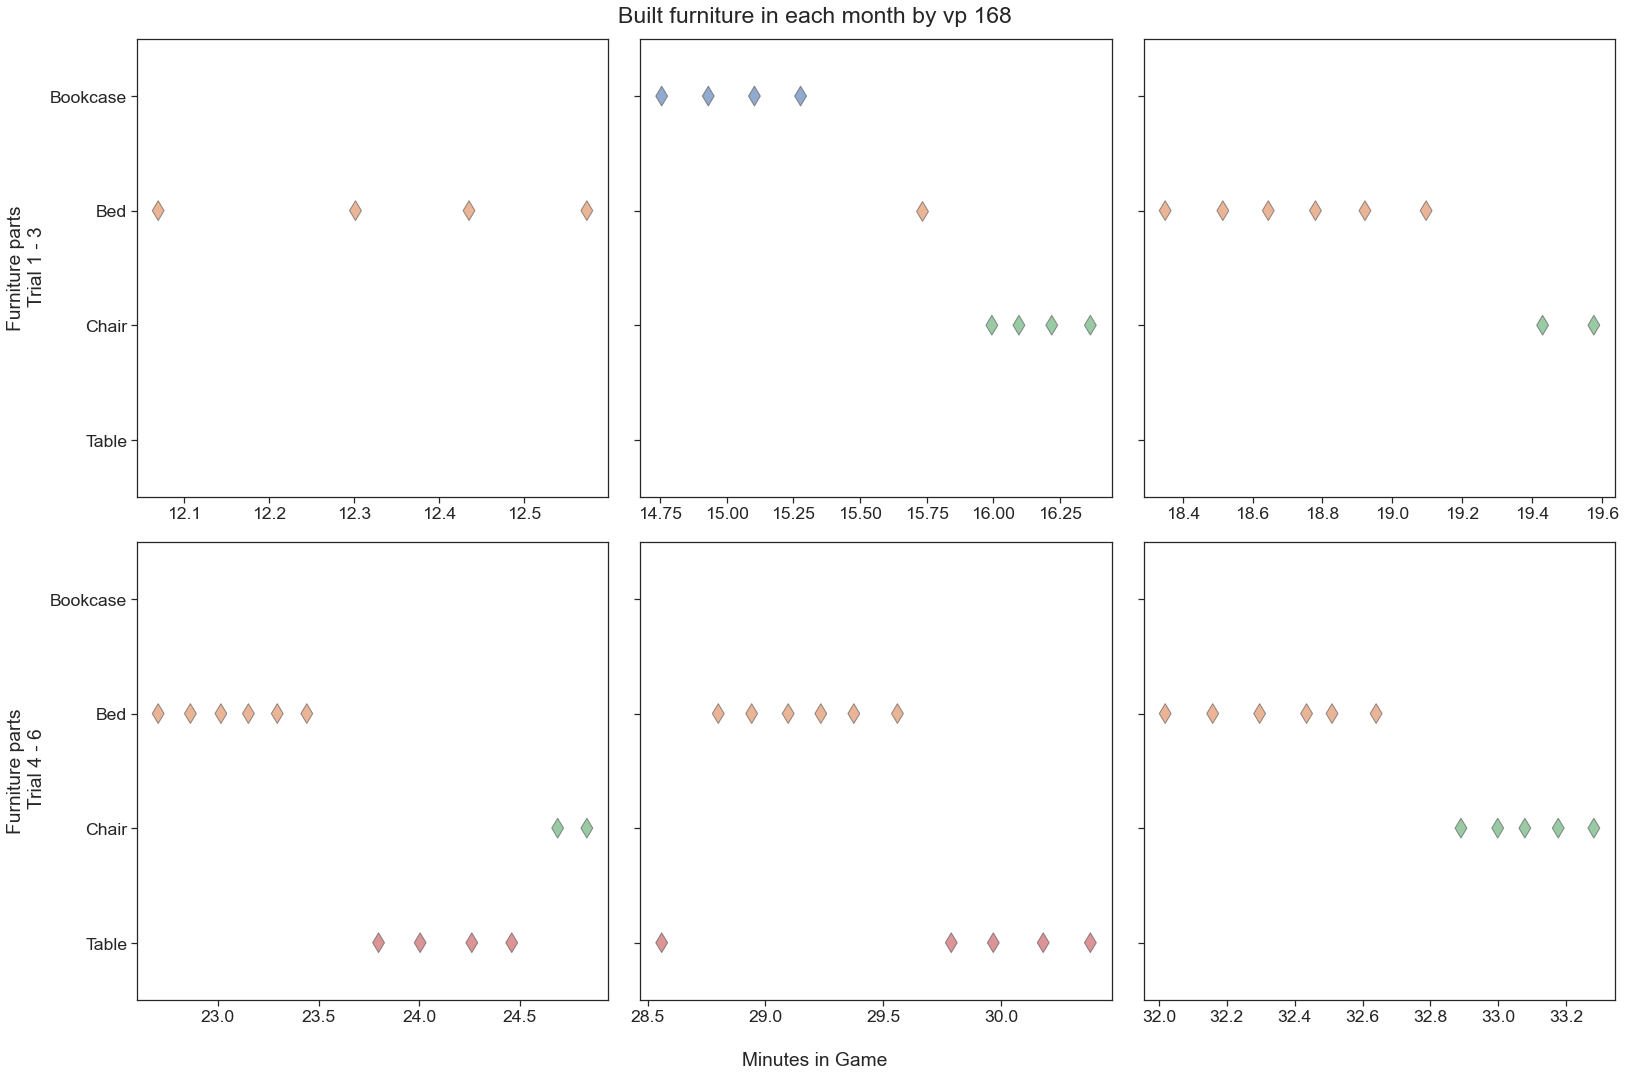 Built furniture in each month by vp 168
Furniture parts
Trial 1 - 3
Bookcase
Bed
Chair
Table
12.1 12.2 12.3 12.4 12.5
14.75 15.00 15.25 15.50 15.75 16.00 16.25
18.4 18.6 18.8 19.0 19.2 19.4 19.6
Furniture parts
Trial 4 - 6
Bookcase
Bed
Chair
Table
23.0 23.5 24.0 24.5
28.5 29.0 29.5 30.0
32.0 32.2 32.4 32.6 32.8 33.0 33.2
Minutes in Game